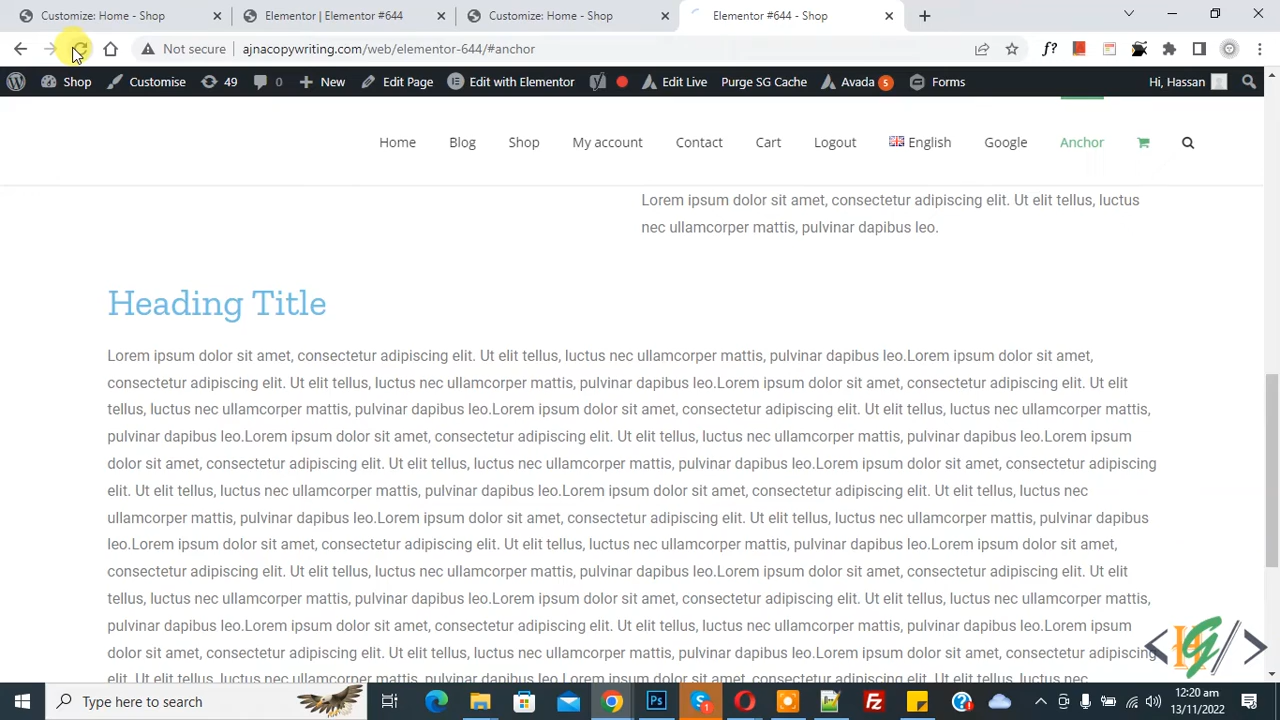 Customize: Home - Shop
Elementor | Elementor #644
Customize: Home - Shop
Elementor #644 - Shop
Not secure
ajnacopywriting.com/web/elementor-644/#anchor
f?
Shop
Customise
49
0
New
Edit Page
Edit with Elementor
Edit Live
Purge SG Cache
Avada 5
Forms
Hi, Hassan
Home
Blog
Shop
My account
Contact
Cart
Logout
English
Google
Anchor
Lorem ipsum dolor sit amet, consectetur adipiscing elit. Ut elit tellus, luctus
nec ullamcorper mattis, pulvinar dapibus leo.
Heading Title
Lorem ipsum dolor sit amet, consectetur adipiscing elit. Ut elit tellus, luctus nec ullamcorper mattis, pulvinar dapibus leo.Lorem ipsum dolor sit amet,
consectetur adipiscing elit. Ut elit tellus, luctus nec ullamcorper mattis, pulvinar dapibus leo.Lorem ipsum dolor sit amet, consectetur adipiscing elit. Ut elit
tellus, luctus nec ullamcorper mattis, pulvinar dapibus leo.Lorem ipsum dolor sit amet, consectetur adipiscing elit. Ut elit tellus, luctus nec ullamcorper mattis,
pulvinar dapibus leo.Lorem ipsum dolor sit amet, consectetur adipiscing elit. Ut elit tellus, luctus nec ullamcorper mattis, pulvinar dapibus leo.Lorem ipsum
dolor sit amet, consectetur adipiscing elit. Ut elit tellus, luctus nec ullamcorper mattis, pulvinar dapibus leo.Lorem ipsum dolor sit amet, consectetur adipiscing
elit. Ut elit tellus, luctus nec ullamcorper mattis, pulvinar dapibus leo.Lorem ipsum dolor sit amet, consectetur adipiscing elit. Ut elit tellus, luctus nec
ullamcorper mattis, pulvinar dapibus leo.Lorem ipsum dolor sit amet, consectetur adipiscing elit. Ut elit tellus, luctus nec ullamcorper mattis, pulvinar dapibus
leo.Lorem ipsum dolor sit amet, consectetur adipiscing elit. Ut elit tellus, luctus nec ullamcorper mattis, pulvinar dapibus leo.Lorem ipsum dolor sit amet,
consectetur adipiscing elit. Ut elit tellus, luctus nec ullamcorper mattis, pulvinar dapibus leo.Lorem ipsum dolor sit amet, consectetur adipiscing elit. Ut elit
tellus, luctus nec ullamcorper mattis, pulvinar dapibus leo.Lorem ipsum dolor sit amet, consectetur adipiscing elit. Ut elit tellus, luctus nec ullamcorper mattis,
pulvinar dapibus leo.Lorem ipsum dolor sit amet, consectetur adipiscing elit. Ut elit tellus, luctus nec ullamcorper mattis, pulvinar dapibus leo.Lorem ipsum
dolor sit amet, consectetur adipiscing elit. Ut elit tellus, luctus nec ullamcorper mattis, pulvinar dapibus leo.Lorem ipsum dolor sit amet, consectetur adipiscing
Type here to search
12:20 am
13/11/2022